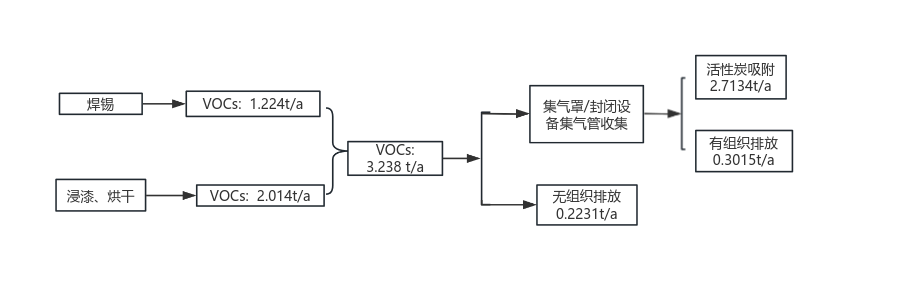 焊锡
VOCs: 1.224t/a
浸漆、烘干
VOCs: 2.014t/a
VOCs:
3.238 t/a
集气罩/封闭设
备集气管收集
无组织排放
0.2231t/a
活性炭吸附
2.7134t/a
有组织排放
0.3015t/a